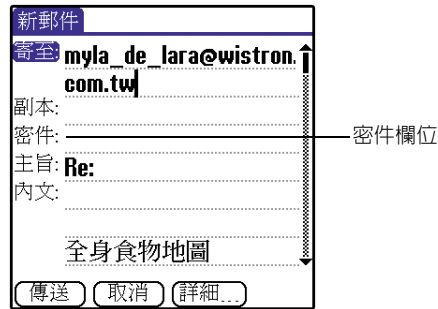 新郵件
寄至: myla_de_lara@wistron.
com.tw
副本:
密件:
密件欄位
主旨: Re:
內文:
全身食物地圖
傳送 取消 詳細...